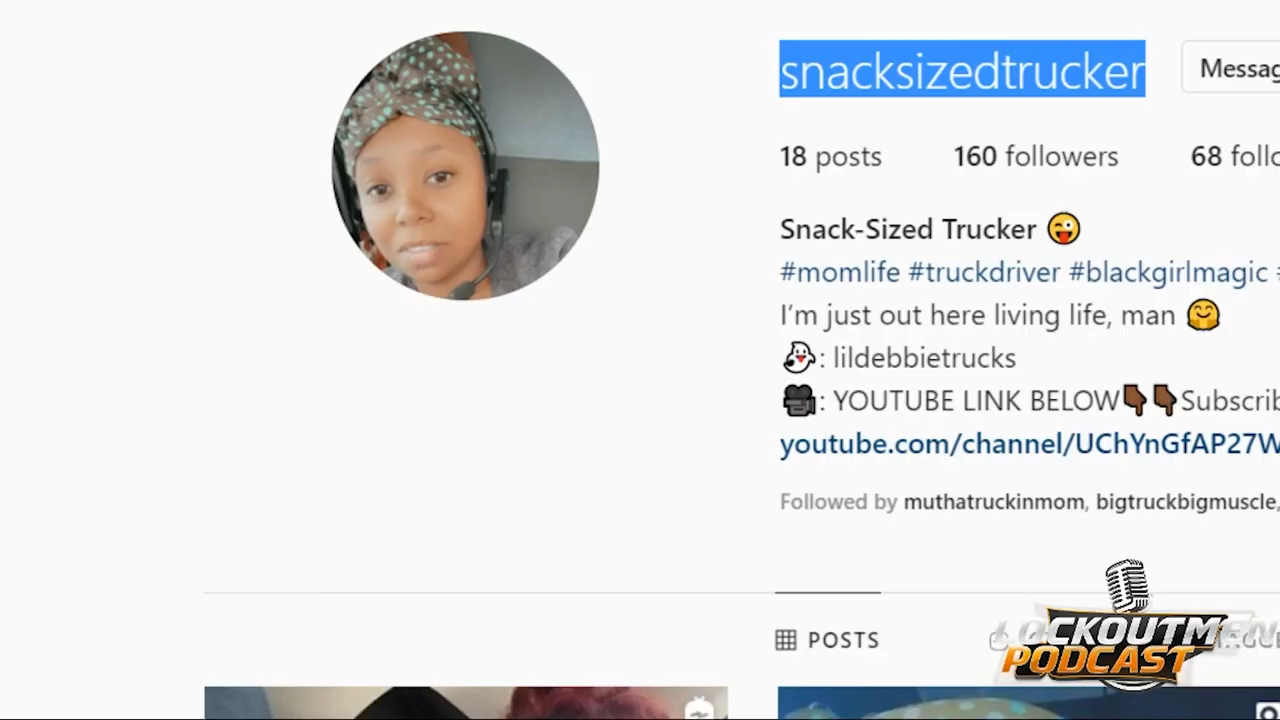 snacksizedtrucker
Messag
18 posts 160 followers 68 follo
Snack-Sized Trucker 😜
#momlife #truckdriver #blackgirlmagic #
I'm just out here living life, man 🤗
👻: lildebbietrucks
🎥: YOUTUBE LINK BELOW👇🏾👇🏾Subscrib
youtube.com/channel/UChYnGfAP27W
Followed by muthatruckinmom, bigtruckbigmuscle,
POSTS
LOCKOUTMEN
PODCAST